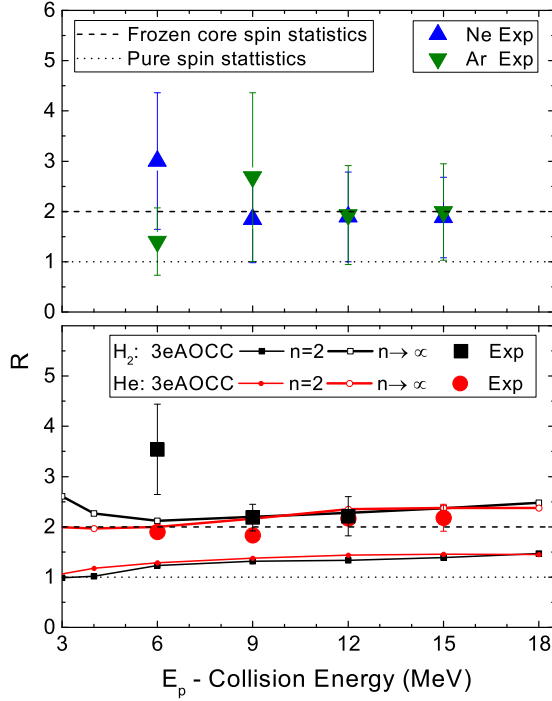 6
Frozen core spin statistics
Ne Exp
Pure spin stattistics
Ar Exp
5
4
3
2
1
0
6
H2: 3eAOCC n=2 n→ ∝ Exp
He: 3eAOCC n=2 n→ ∝ Exp
5
4
3
2
1
0
R
3 6 9 12 15 18
Ep - Collision Energy (MeV)